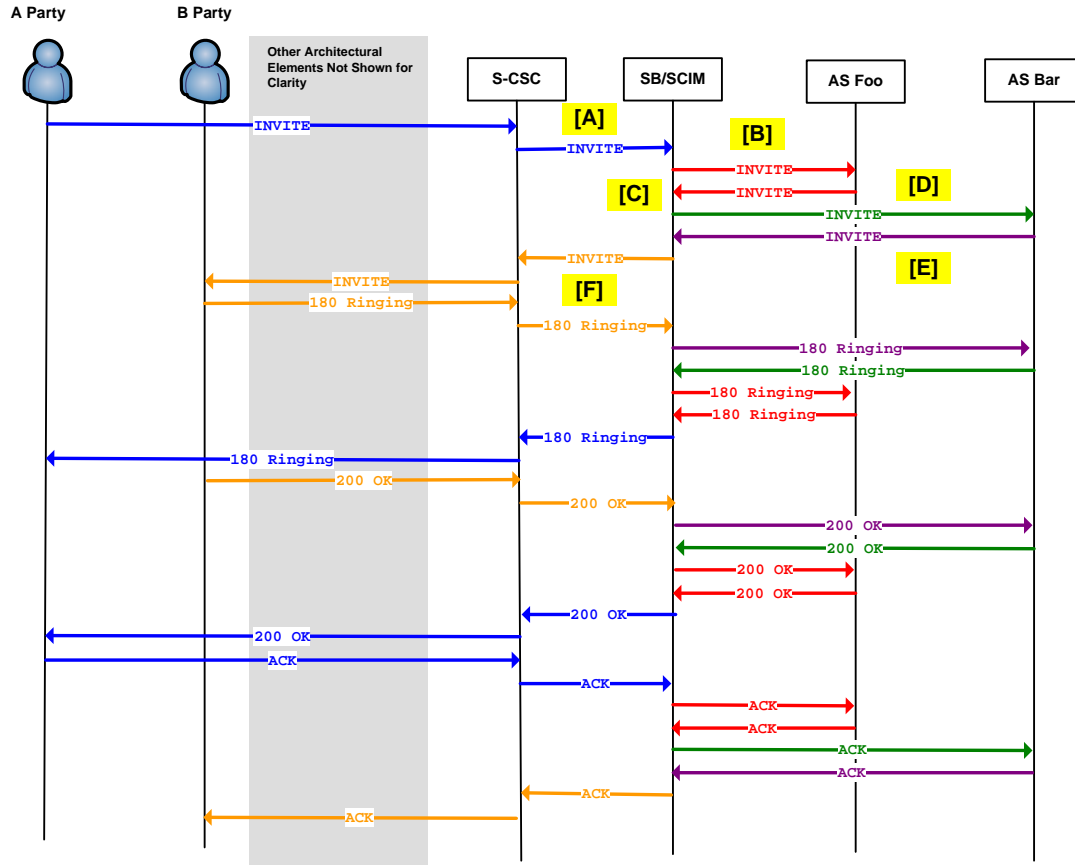 A Party
B Party
Other Architectural
Elements Not Shown for
Clarity
S-CSC
SB/SCIM
AS Foo
AS Bar
INVITE
[A]
INVITE
[B]
INVITE
[C]
INVITE
[D]
INVITE
INVITE
INVITE
[E]
INVITE
[F]
180 Ringing
180 Ringing
180 Ringing
180 Ringing
180 Ringing
180 Ringing
180 Ringing
180 Ringing
200 OK
200 OK
200 OK
200 OK
200 OK
200 OK
200 OK
200 OK
ACK
ACK
ACK
ACK
ACK
ACK
ACK
ACK